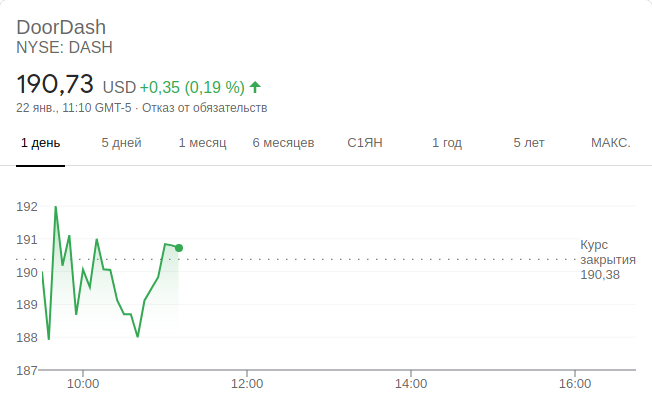 DoorDash
NYSE: DASH
190,73 USD +0,35 (0,19 %)
22 янв., 11:10 GMT-5 · Отказ от обязательств
1 день 5 дней 1 месяц 6 месяцев С1ЯН 1 год 5 лет МАКС.
192
191
190
189
188
187
Курс
закрытия
190,38
10:00 12:00 14:00 16:00